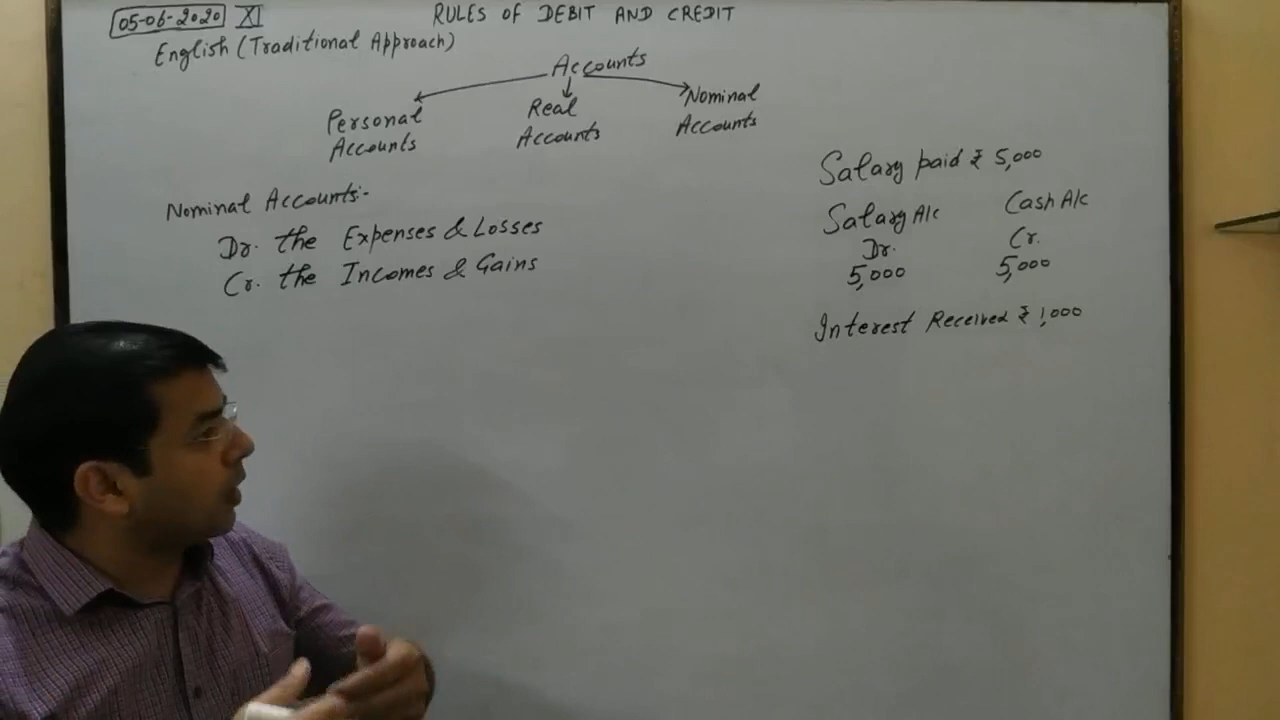 05-06-2020 XI
RULES OF DEBIT AND CREDIT
English (Traditional Approach)
Accounts
Personal Accounts
Real Accounts
Nominal Accounts
Nominal Accounts:-
Dr. the Expenses & Losses
Cr. the Incomes & Gains
Salary paid ₹ 5,000
Salary A/c Cash A/c
Dr. Cr.
5,000 5,000
Interest Received ₹ 1,000